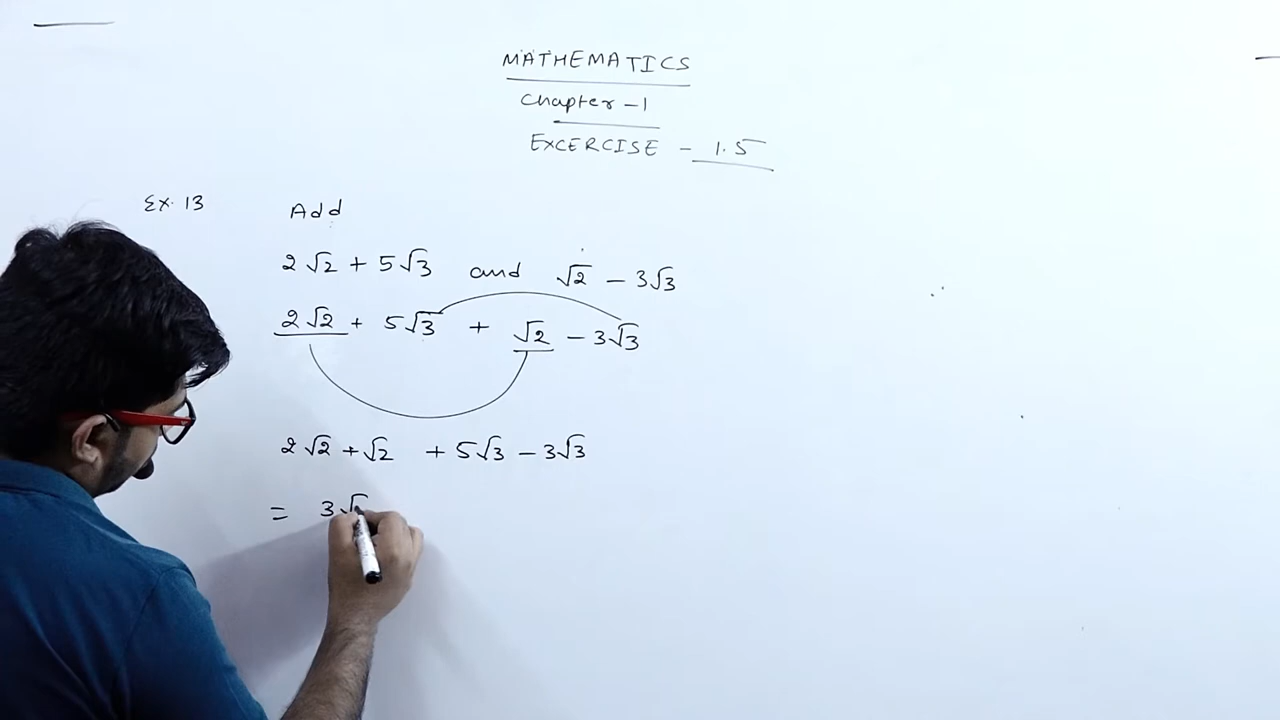 MATHEMATICS
Chapter - 1
EXCERCISE - 1.5
Ex. 13 Add
2√2 + 5√3 and √2 - 3√3
2√2 + 5√3 + √2 - 3√3
2√2 + √2 + 5√3 - 3√3
= 3√